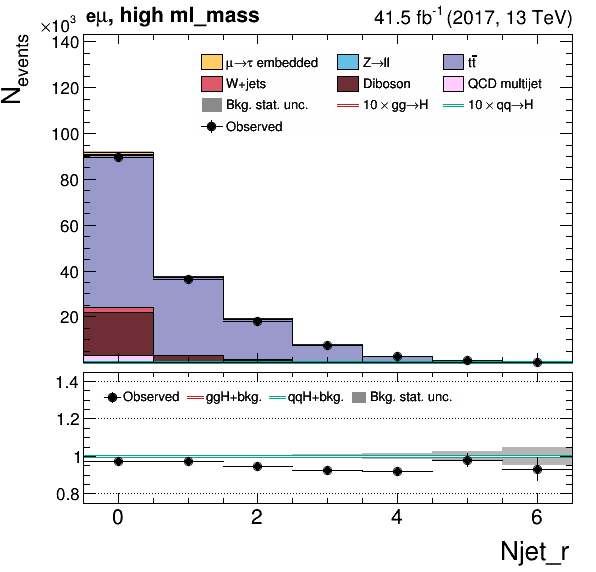 eμ, high ml_mass 41.5 fb⁻¹ (2017, 13 TeV)
×10³
N_events
140
120
100
80
60
40
20
μ→τ embedded Z→ll tt̄
W+jets Diboson QCD multijet
Bkg. stat. unc. 10 × gg→H 10 × qq→H
Observed
1.4
1.2
1
0.8
Observed ggH+bkg. qqH+bkg. Bkg. stat. unc.
0 2 4 6
Njet_r